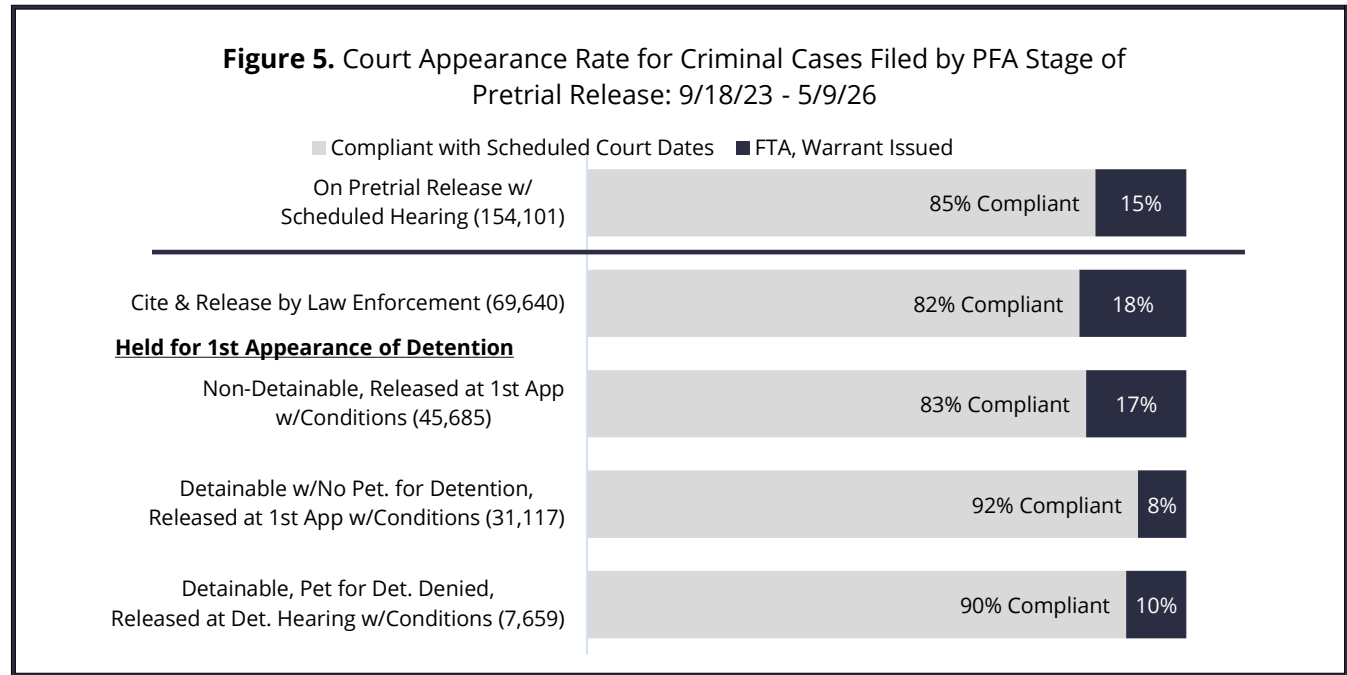 Figure 5. Court Appearance Rate for Criminal Cases Filed by PFA Stage of
Pretrial Release: 9/18/23 - 5/9/26
Compliant with Scheduled Court Dates FTA, Warrant Issued
On Pretrial Release w/
Scheduled Hearing (154,101)
85% Compliant 15%
Cite & Release by Law Enforcement (69,640)
82% Compliant 18%
Held for 1st Appearance of Detention
Non-Detainable, Released at 1st App
w/Conditions (45,685)
83% Compliant 17%
Detainable w/No Pet. for Detention,
Released at 1st App w/Conditions (31,117)
92% Compliant 8%
Detainable, Pet for Det. Denied,
Released at Det. Hearing w/Conditions (7,659)
90% Compliant 10%